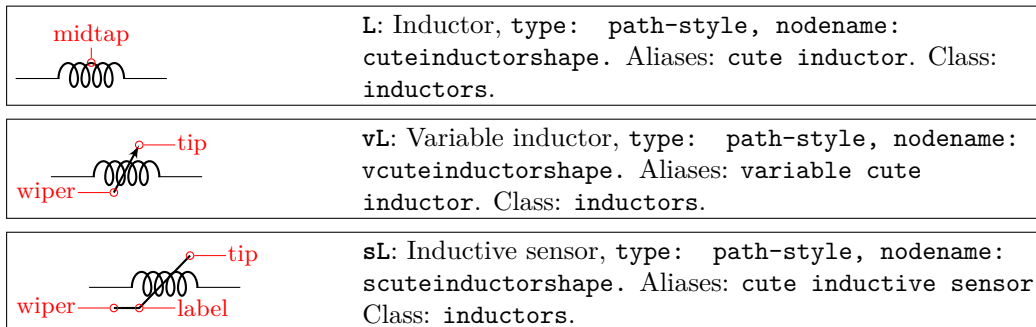 midtap
L: Inductor, type: path-style, nodename:
cuteinductorshape. Aliases: cute inductor. Class:
inductors.
tip
wiper
vL: Variable inductor, type: path-style, nodename:
vcuteinductorshape. Aliases: variable cute
inductor. Class: inductors.
tip
wiper
label
sL: Inductive sensor, type: path-style, nodename:
scuteinductorshape. Aliases: cute inductive sensor
Class: inductors.